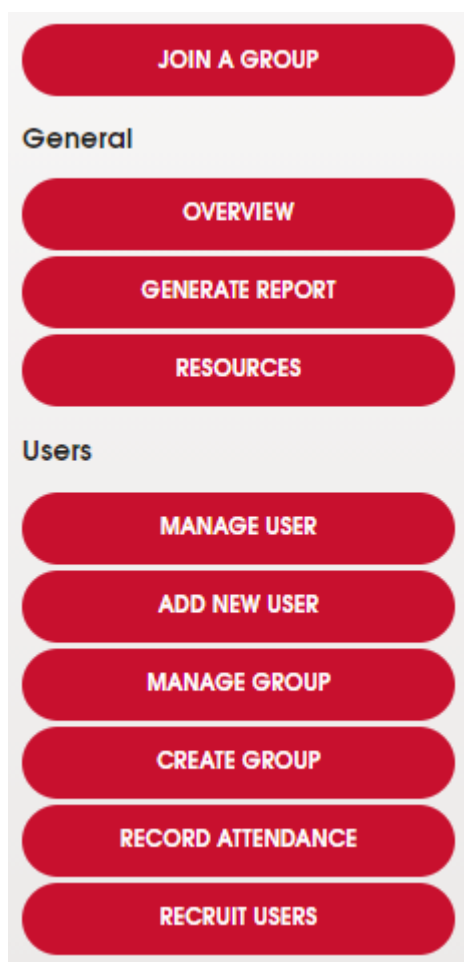 JOIN A GROUP
General
OVERVIEW
GENERATE REPORT
RESOURCES
Users
MANAGE USER
ADD NEW USER
MANAGE GROUP
CREATE GROUP
RECORD ATTENDANCE
RECRUIT USERS